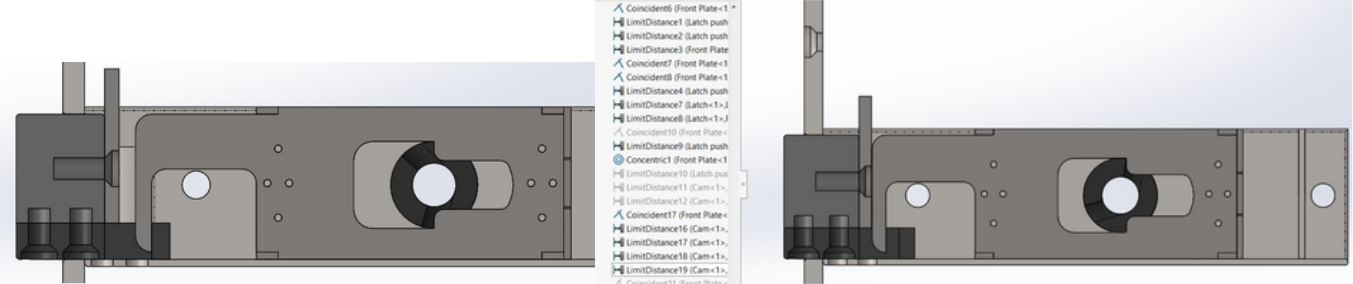 Coincident6 (Front Plate<1
LimitDistance1 (Latch push
LimitDistance2 (Latch push
LimitDistance3 (Front Plate
Coincident7 (Front Plate<1
Coincident8 (Front Plate<1
LimitDistance4 (Latch push
LimitDistance7 (Latch<1>,
LimitDistance8 (Latch<1>,
Coincident10 (Front Plate<
LimitDistance9 (Latch push
Concentric1 (Front Plate<1
LimitDistance10 (Latch pus
LimitDistance11 (Cam<1>,
LimitDistance12 (Cam<1>,
Coincident17 (Front Plate<
LimitDistance16 (Cam<1>,
LimitDistance17 (Cam<1>,
LimitDistance18 (Cam<1>,
LimitDistance19 (Cam<1>,